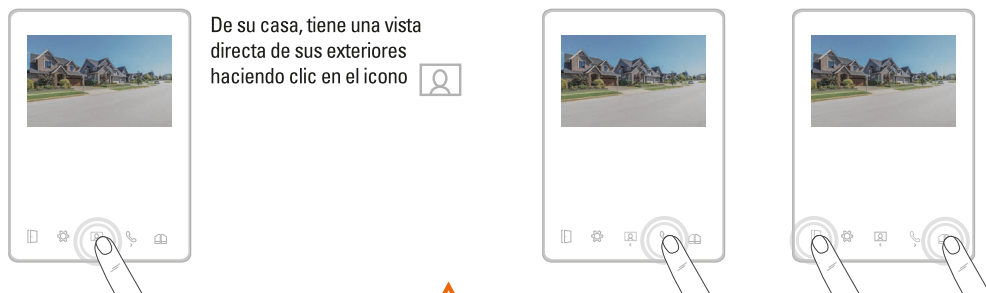 De su casa, tiene una vista
directa de sus exteriores
haciendo clic en el icono